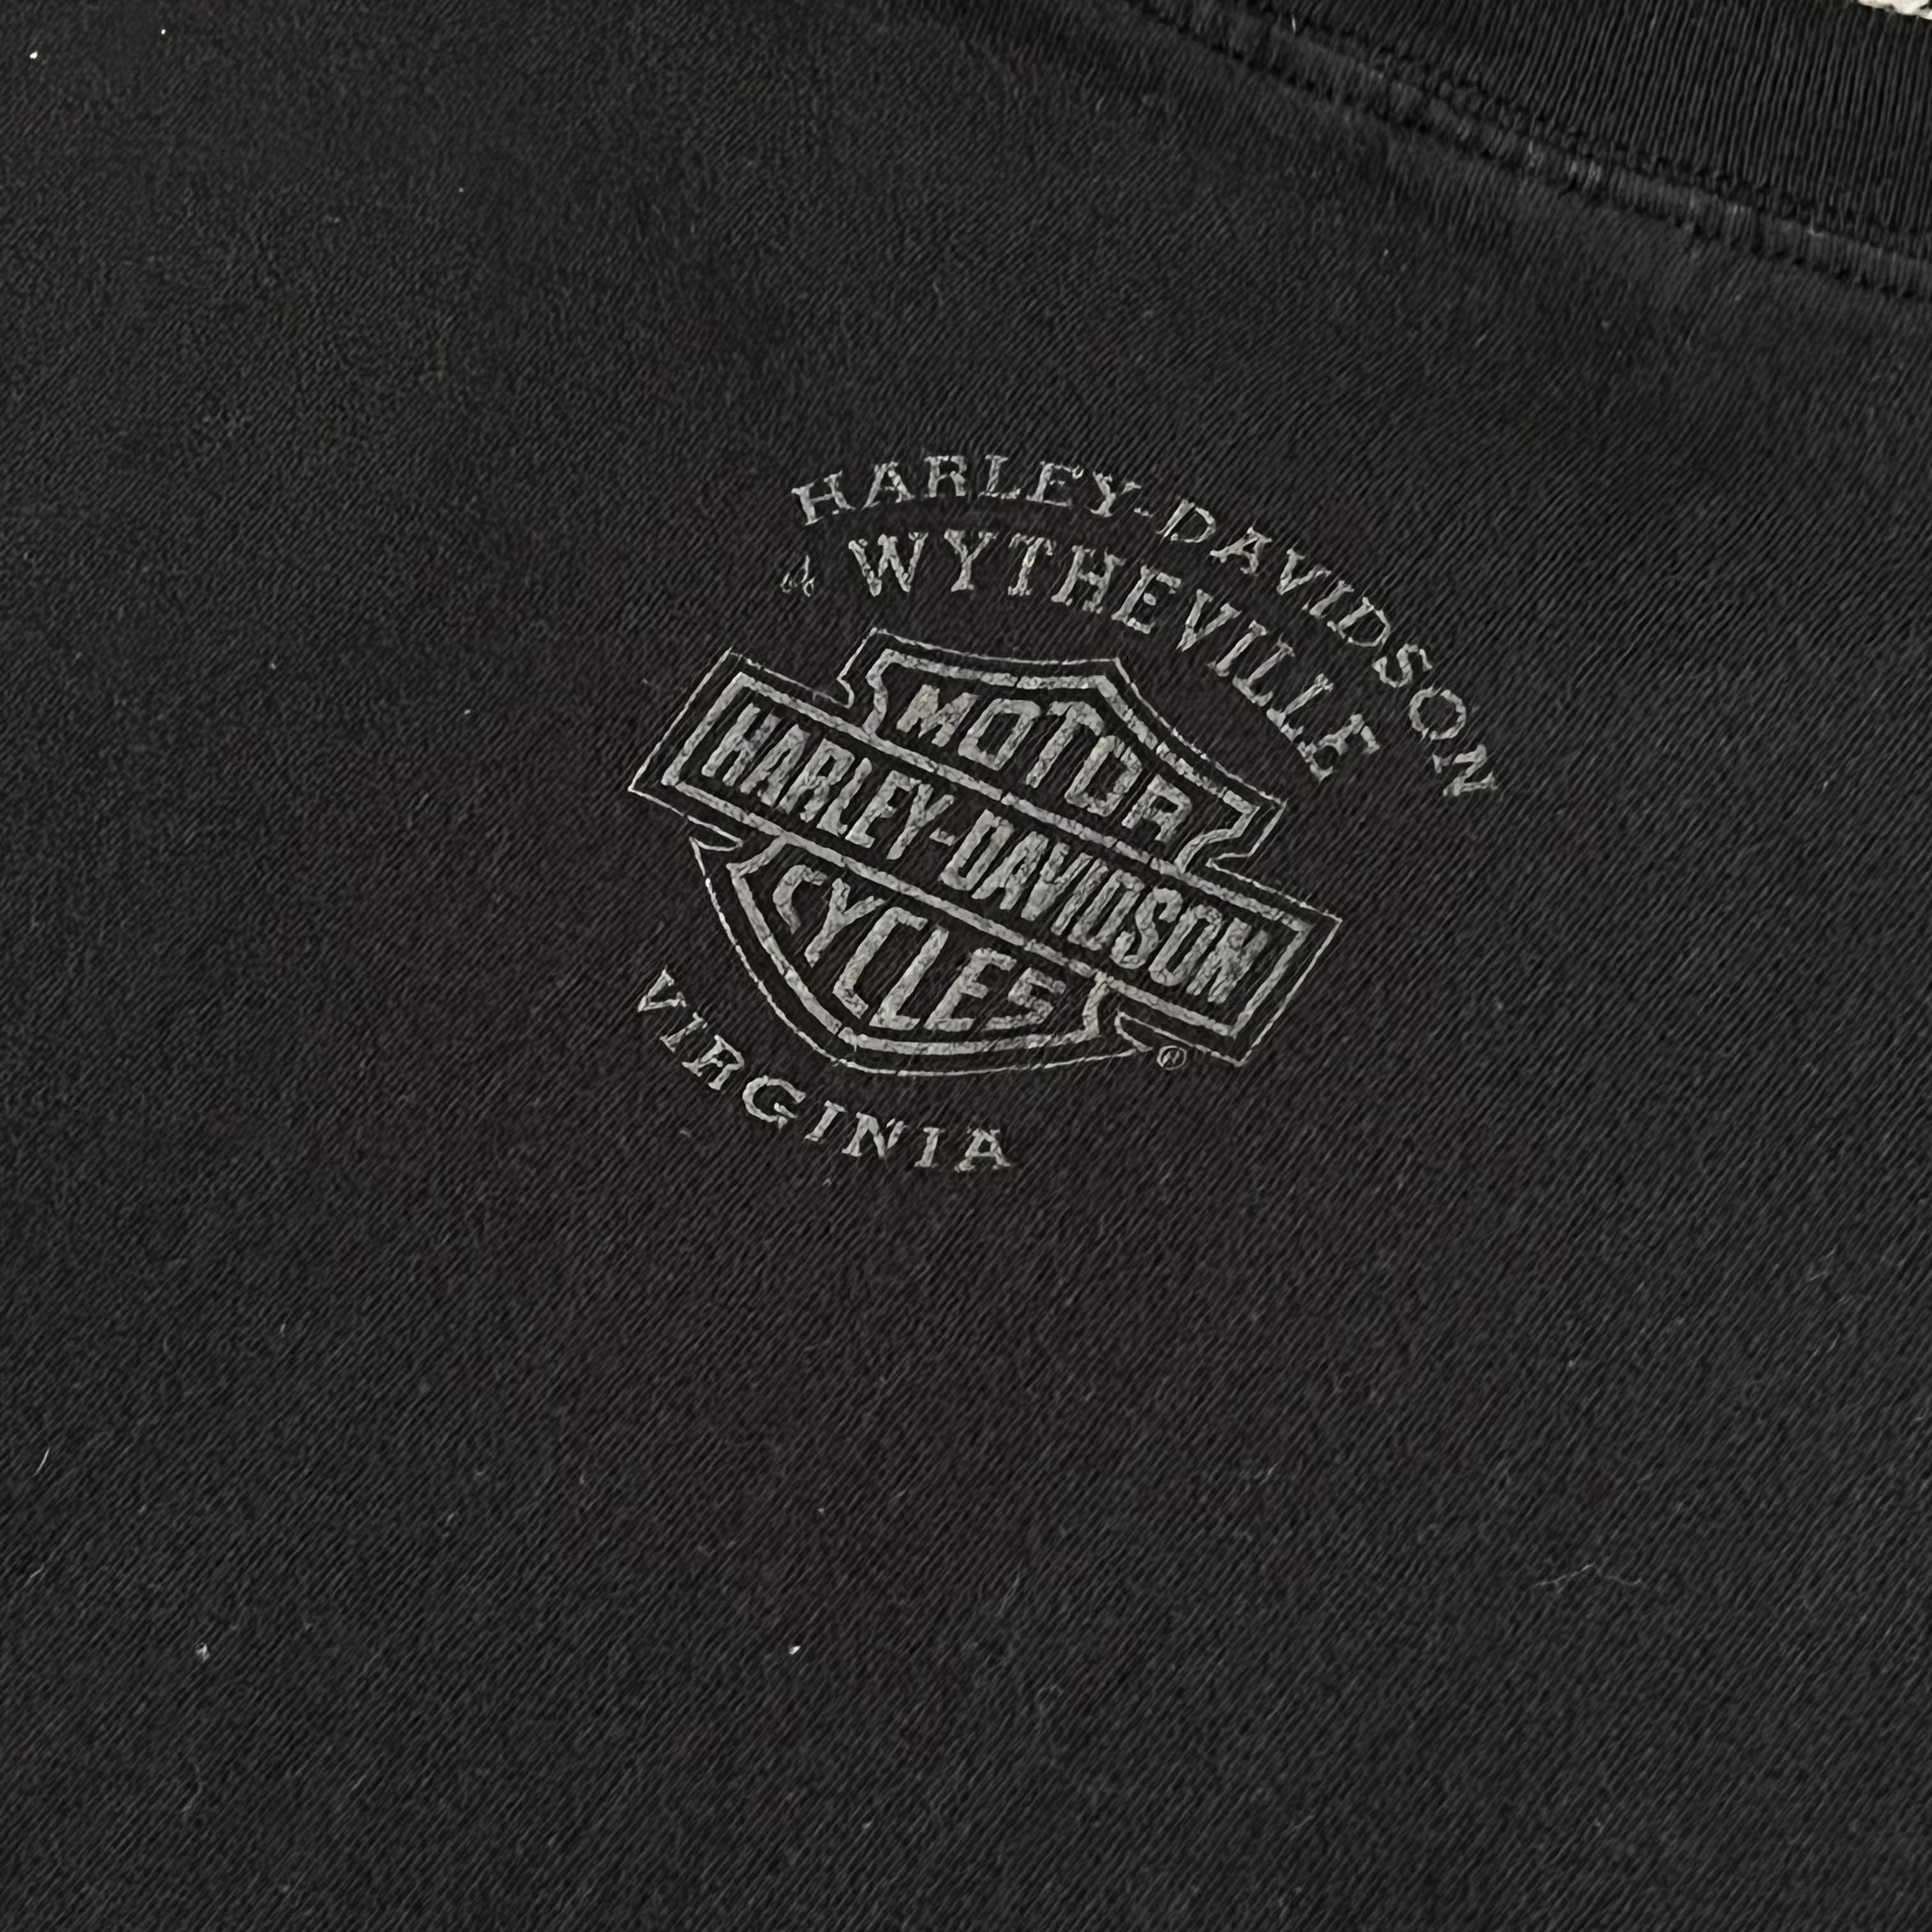 HARLEY-DAVIDSON
of WYTHEVILLE
MOTOR
HARLEY-DAVIDSON
CYCLES
®
VIRGINIA